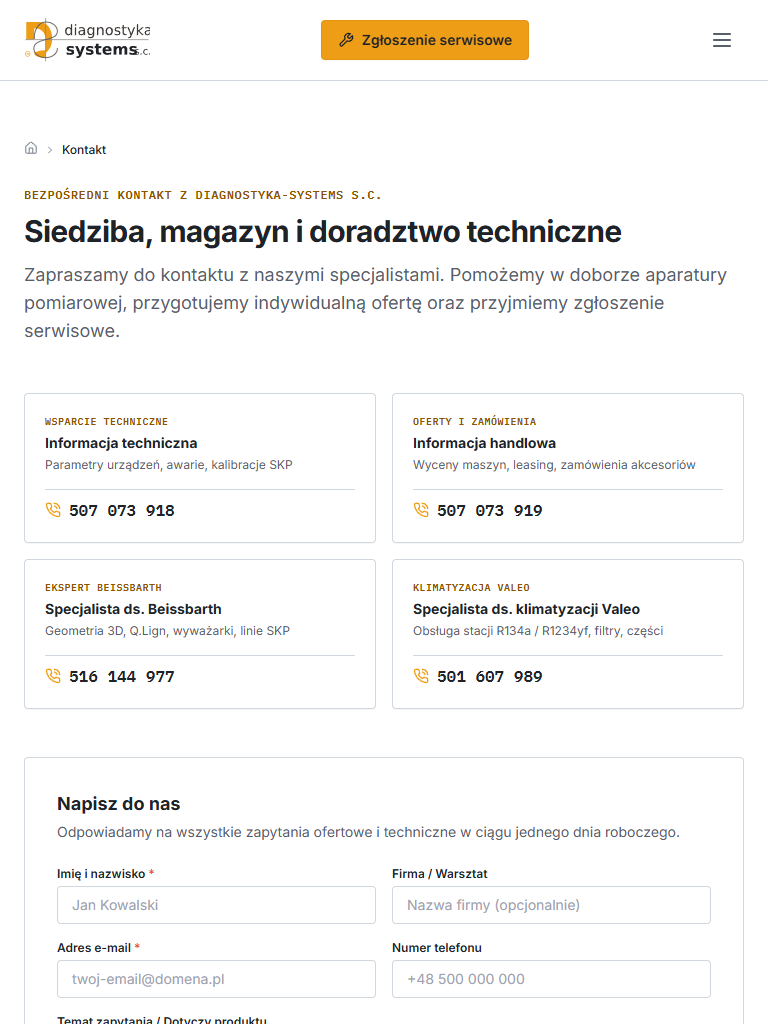 diagnostyka
systems s.c.
Zgłoszenie serwisowe
Kontakt
BEZPOŚREDNI KONTAKT Z DIAGNOSTYKA-SYSTEMS S.C.
Siedziba, magazyn i doradztwo techniczne
Zapraszamy do kontaktu z naszymi specjalistami. Pomożemy w doborze aparatury
pomiarowej, przygotujemy indywidualną ofertę oraz przyjmiemy zgłoszenie
serwisowe.
WSPARCIE TECHNICZNE
Informacja techniczna
Parametry urządzeń, awarie, kalibracje SKP
507 073 918
OFERTY I ZAMÓWIENIA
Informacja handlowa
Wyceny maszyn, leasing, zamówienia akcesoriów
507 073 919
EKSPERT BEISSBARTH
Specjalista ds. Beissbarth
Geometria 3D, Q.Lign, wyważarki, linie SKP
516 144 977
KLIMATYZACJA VALEO
Specjalista ds. klimatyzacji Valeo
Obsługa stacji R134a / R1234yf, filtry, części
501 607 989
Napisz do nas
Odpowiadamy na wszystkie zapytania ofertowe i techniczne w ciągu jednego dnia roboczego.
Imię i nazwisko *
Jan Kowalski
Firma / Warsztat
Nazwa firmy (opcjonalnie)
Adres e-mail *
twoj-email@domena.pl
Numer telefonu
+48 500 000 000
Temat zapytania / Dotyczy produktu